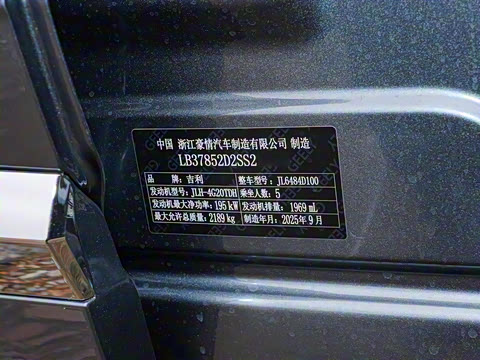 中国 浙江豪情汽车制造有限公司 制造
LB37852D2SS2
品 牌：吉利 整车型号：JL6484D100
发动机型号：JLH-4G20TDH 乘坐人数：5
发动机最大净功率：195 kW 发动机排量：1969 mL
最大允许总质量：2189 kg 制造年月：2025年9月